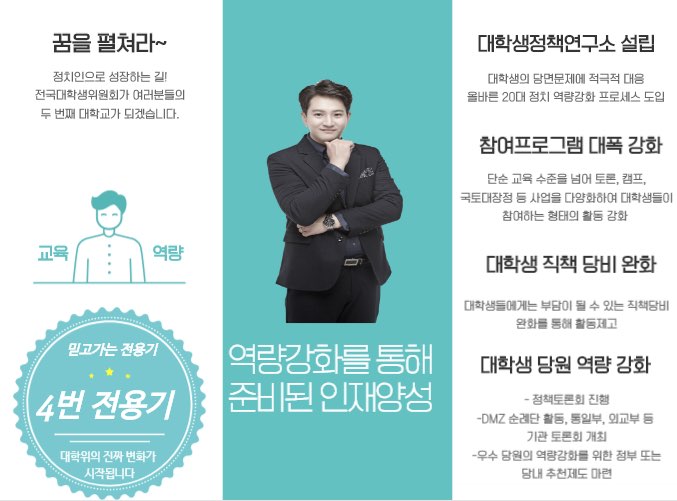 꿈을 펼쳐라~
정치인으로 성장하는 길!
전국대학생위원회가 여러분들의
두 번째 대학교가 되겠습니다.
교육
역량
믿고가는 전용기
4번 전용기
대학위의 진짜 변화가
시작됩니다
역량강화를 통해
준비된 인재양성
대학생정책연구소 설립
대학생의 당면문제에 적극적 대응
올바른 20대 정치 역량강화 프로세스 도입
참여프로그램 대폭 강화
단순 교육 수준을 넘어 토론, 캠프,
국토대장정 등 사업을 다양화하여 대학생들이
참여하는 형태의 활동 강화
대학생 직책 당비 완화
대학생들에게는 부담이 될 수 있는 직책당비
완화를 통해 활동제고
대학생 당원 역량 강화
- 정책토론회 진행
-DMZ 순례단 활동, 통일부, 외교부 등
기관 토론회 개최
-우수 당원의 역량강화를 위한 정부 또는
당내 추천제도 마련